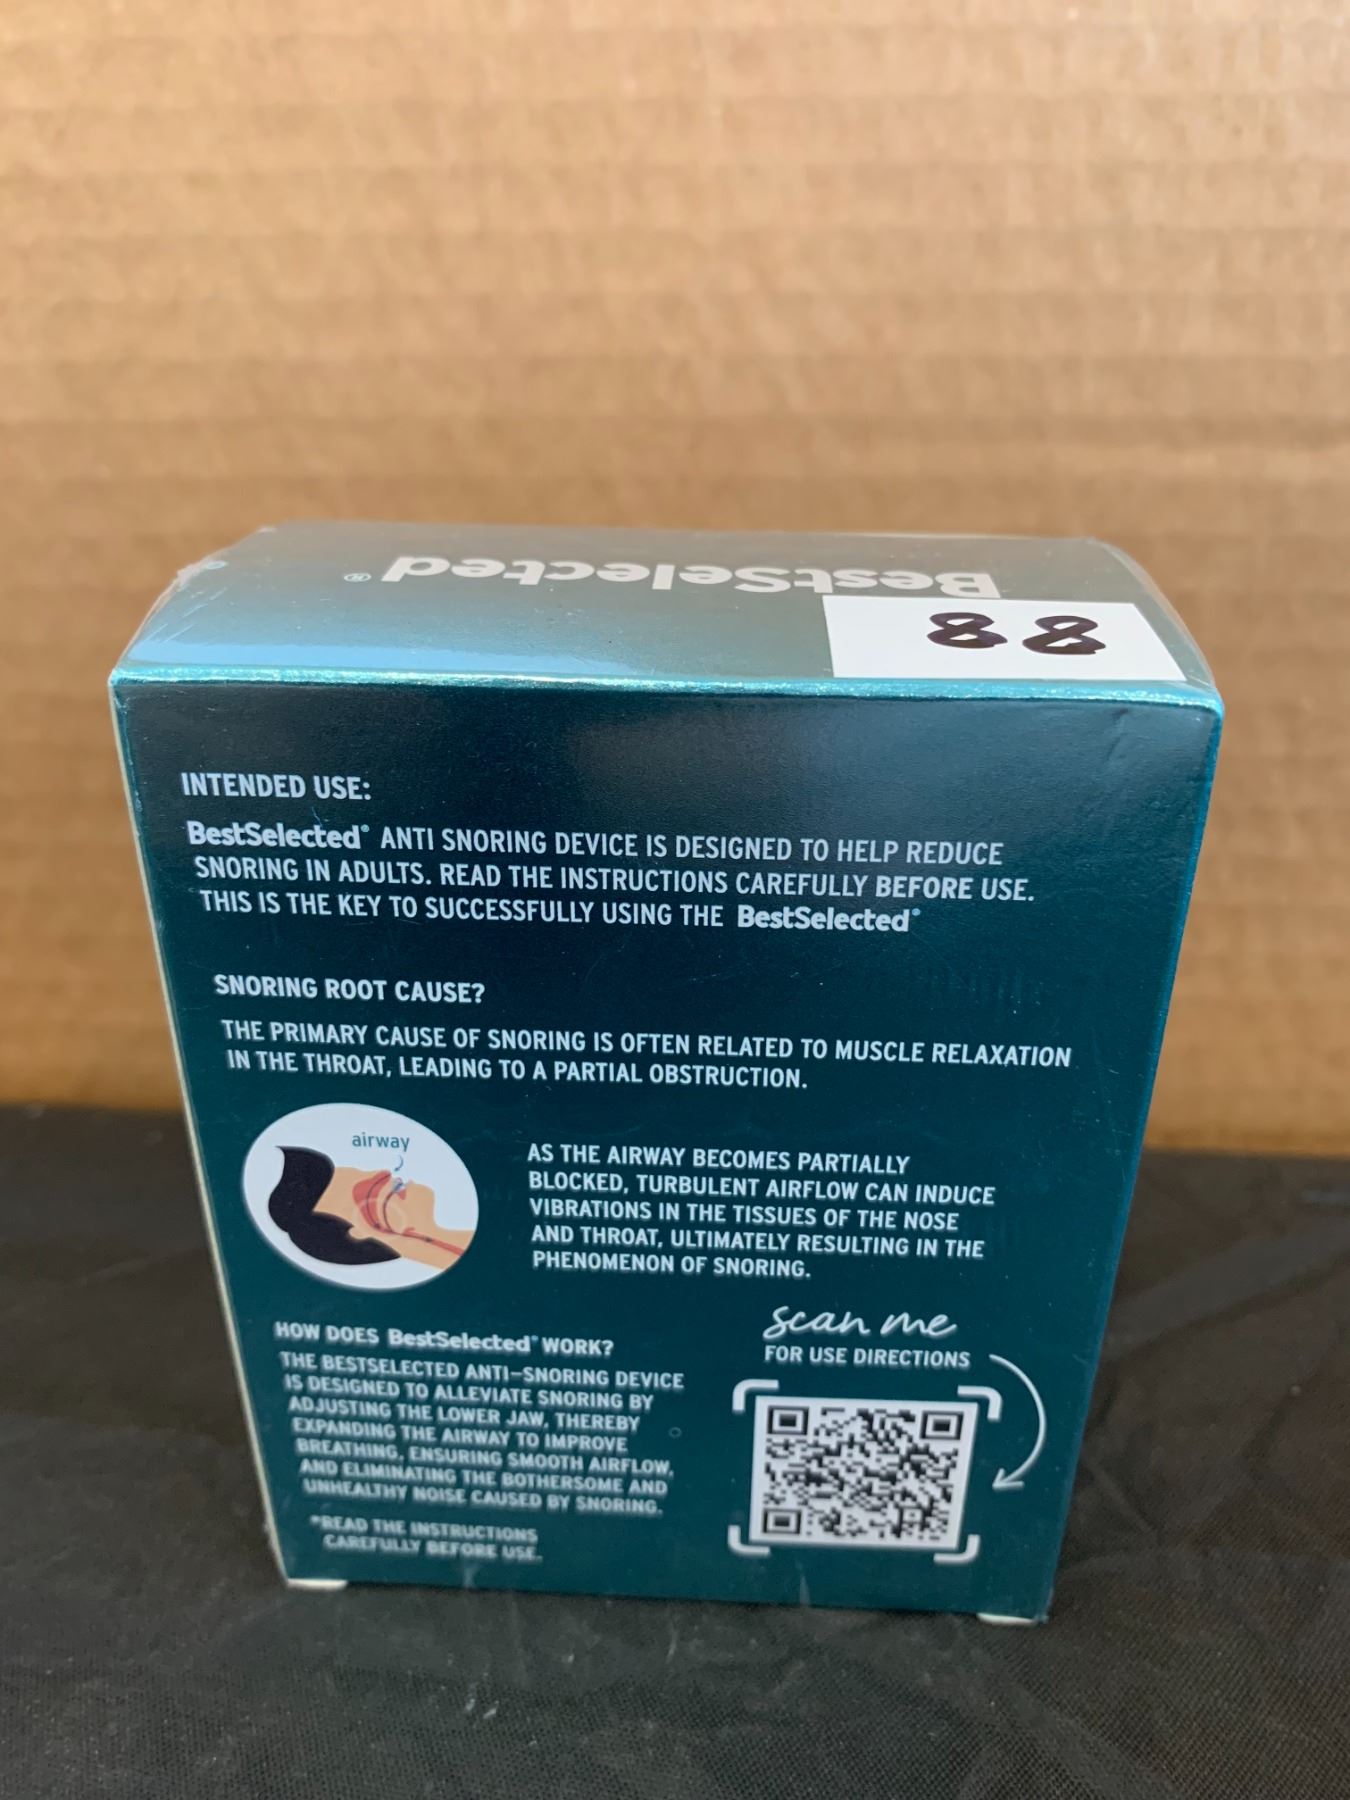 BestSelected®
88
INTENDED USE:
BestSelected® ANTI SNORING DEVICE IS DESIGNED TO HELP REDUCE
SNORING IN ADULTS. READ THE INSTRUCTIONS CAREFULLY BEFORE USE.
THIS IS THE KEY TO SUCCESSFULLY USING THE BestSelected®
SNORING ROOT CAUSE?
THE PRIMARY CAUSE OF SNORING IS OFTEN RELATED TO MUSCLE RELAXATION
IN THE THROAT, LEADING TO A PARTIAL OBSTRUCTION.
airway
AS THE AIRWAY BECOMES PARTIALLY
BLOCKED, TURBULENT AIRFLOW CAN INDUCE
VIBRATIONS IN THE TISSUES OF THE NOSE
AND THROAT, ULTIMATELY RESULTING IN THE
PHENOMENON OF SNORING.
HOW DOES BestSelected® WORK?
THE BESTSELECTED ANTI-SNORING DEVICE
IS DESIGNED TO ALLEVIATE SNORING BY
ADJUSTING THE LOWER JAW, THEREBY
EXPANDING THE AIRWAY TO IMPROVE
BREATHING, ENSURING SMOOTH AIRFLOW,
AND ELIMINATING THE BOTHERSOME AND
UNHEALTHY NOISE CAUSED BY SNORING.
*READ THE INSTRUCTIONS
CAREFULLY BEFORE USE.
scan me
FOR USE DIRECTIONS